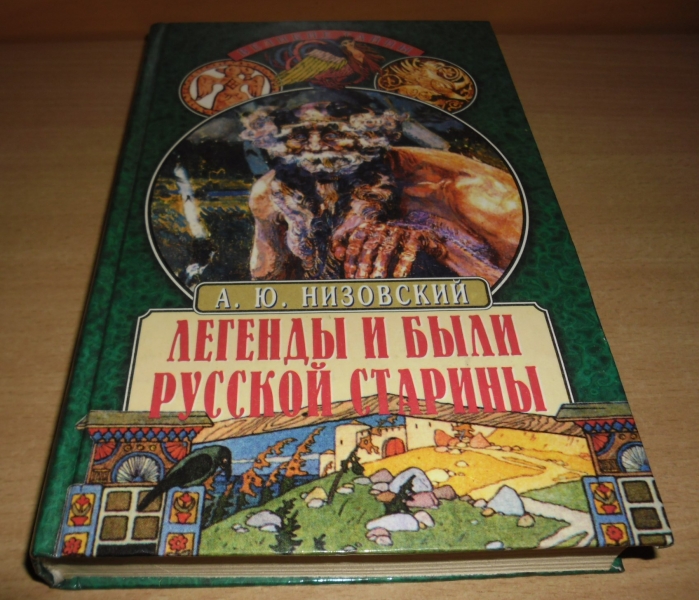 А. Ю. НИЗОВСКИЙ
ЛЕГЕНДЫ И БЫЛИ
РУССКОЙ СТАРИНЫ